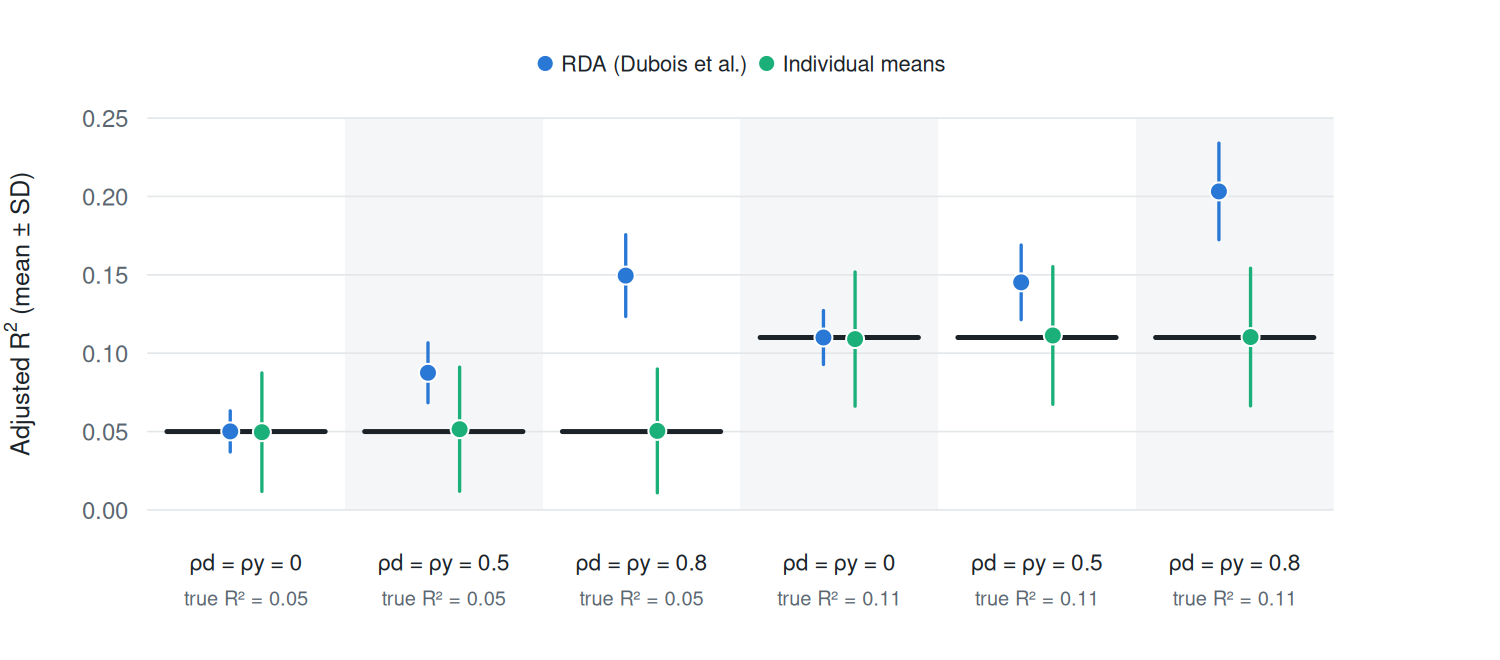 RDA (Dubois et al.) Individual means
Adjusted R² (mean ± SD)
0.25
0.20
0.15
0.10
0.05
0.00
ρd = ρy = 0 ρd = ρy = 0.5 ρd = ρy = 0.8 ρd = ρy = 0 ρd = ρy = 0.5 ρd = ρy = 0.8
true R² = 0.05 true R² = 0.05 true R² = 0.05 true R² = 0.11 true R² = 0.11 true R² = 0.11